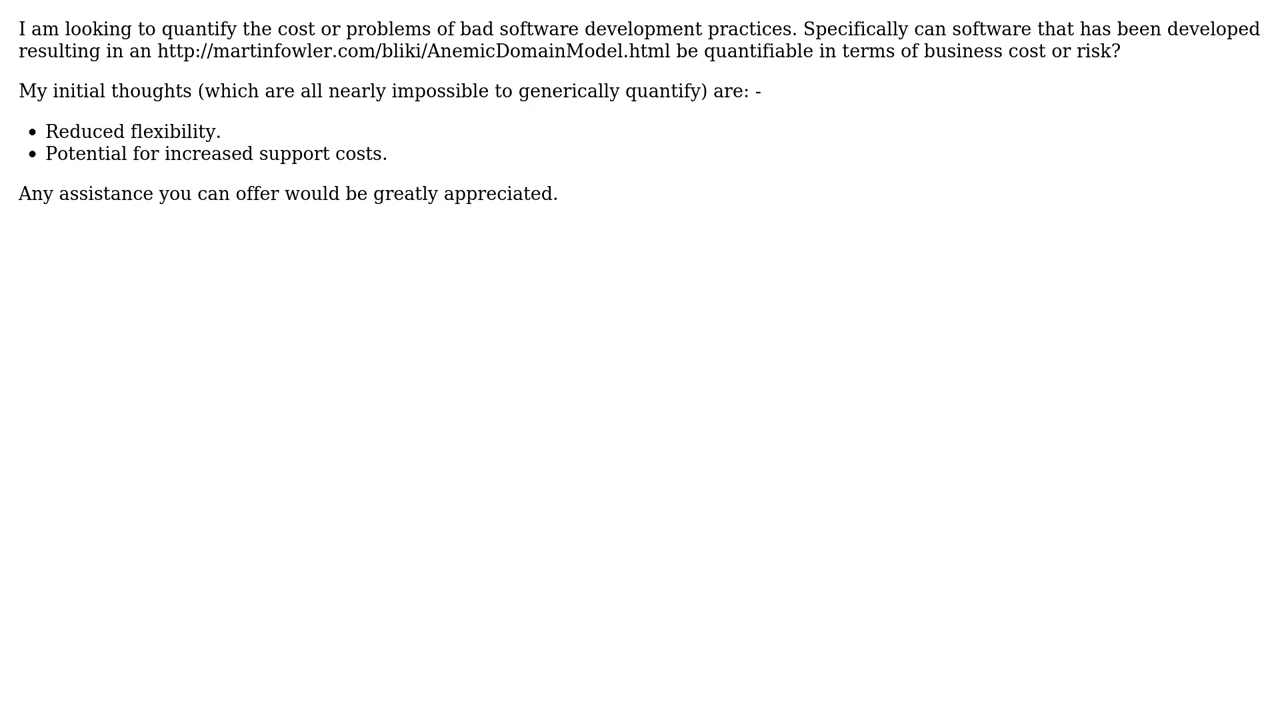 I am looking to quantify the cost or problems of bad software development practices. Specifically can software that has been developed
resulting in an http://martinfowler.com/bliki/AnemicDomainModel.html be quantifiable in terms of business cost or risk?
My initial thoughts (which are all nearly impossible to generically quantify) are: -
• Reduced flexibility.
• Potential for increased support costs.
Any assistance you can offer would be greatly appreciated.